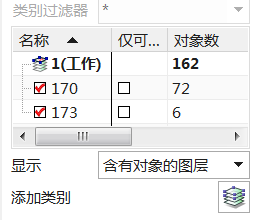 类别过滤器 *
名称 仅可... 对象数
1(工作) 162
170 72
173 6
显示 含有对象的图层
添加类别